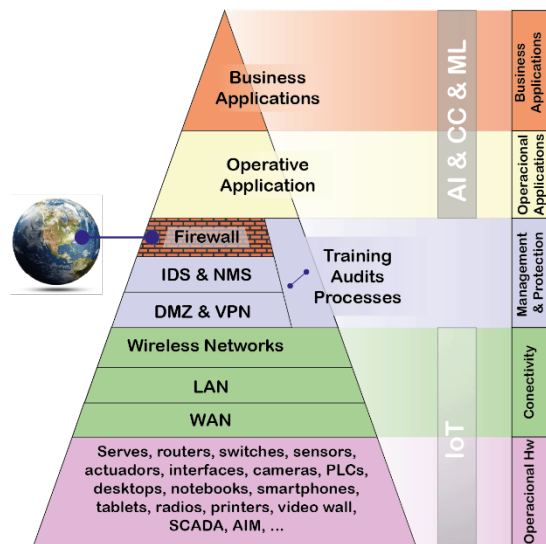 Business
Applications
Operative
Application
Firewall
IDS & NMS
DMZ & VPN
Training
Audits
Processes
Wireless Networks
LAN
WAN
Serves, routers, switches, sensors,
actuadors, interfaces, cameras, PLCs,
desktops, notebooks, smartphones,
tablets, radios, printers, video wall,
SCADA, AIM, ...
AI & CC & ML
IoT
Business
Applications
Operacional
Applications
Management
& Protection
Conectivity
Operacional Hw